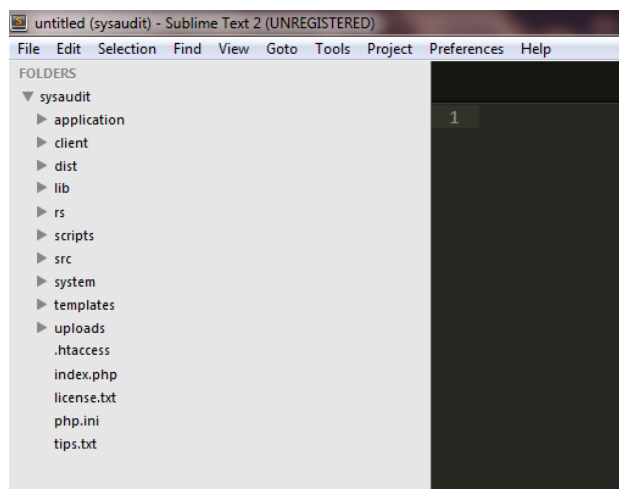 untitled (sysaudit) - Sublime Text 2 (UNREGISTERED)
File Edit Selection Find View Goto Tools Project Preferences Help
FOLDERS
sysaudit
application
client
dist
lib
rs
scripts
src
system
templates
uploads
.htaccess
index.php
license.txt
php.ini
tips.txt
1